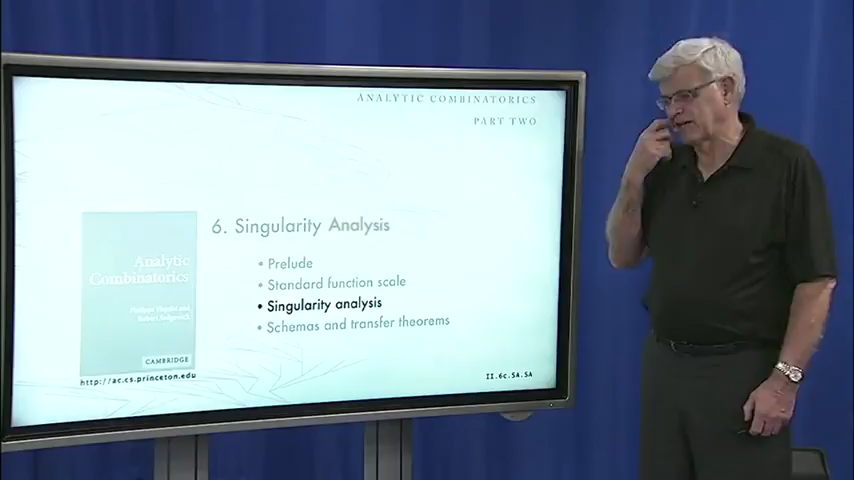 ANALYTIC COMBINATORICS
PART TWO
6. Singularity Analysis
• Prelude
• Standard function scale
• Singularity analysis
• Schemas and transfer theorems
Analytic
Combinatorics
Philippe Flajolet and
Robert Sedgewick
CAMBRIDGE
http://ac.cs.princeton.edu
II.6c.SA.SA